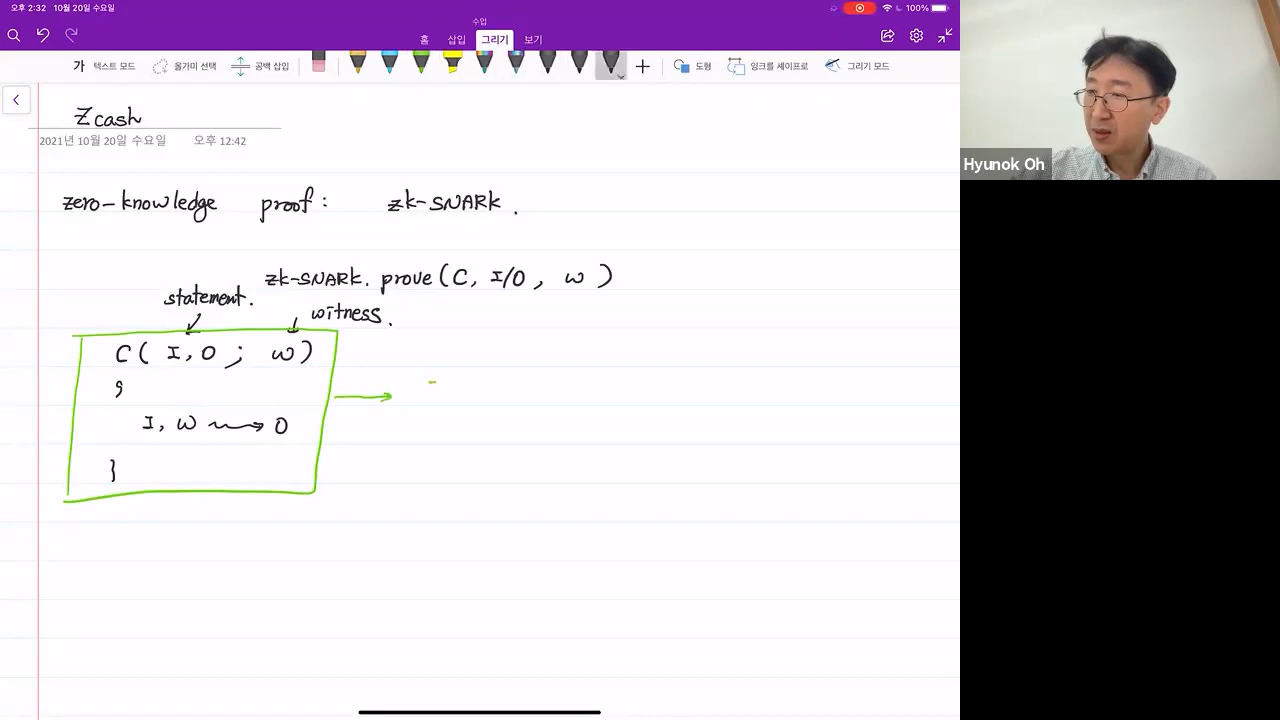 오후 2:32 10월 20일 수요일
100%
수업
홈 삽입 그리기 보기
가 텍스트 모드 올가미 선택 공백 삽입 도형 잉크를 셰이프로 그리기 모드
Zcash
2021년 10월 20일 수요일 오후 12:42
Hyunok Oh
zero-knowledge proof: zk-SNARK.
zk-SNARK. prove(C, I/O, w)
statement.
witness.
C( I, O ; w)
{
I, w → O
}